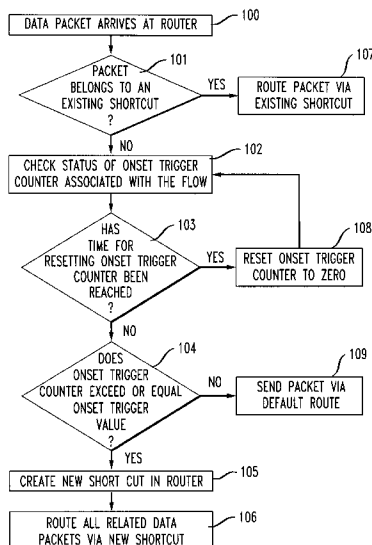 DATA PACKET ARRIVES AT ROUTER
100
PACKET
BELONGS TO AN
EXISTING SHORTCUT
?
101
YES
ROUTE PACKET VIA
EXISTING SHORTCUT
107
NO
102
CHECK STATUS OF ONSET TRIGGER
COUNTER ASSOCIATED WITH THE FLOW
HAS
TIME FOR
RESETTING ONSET TRIGGER
COUNTER BEEN
REACHED
?
103
YES
RESET ONSET TRIGGER
COUNTER TO ZERO
108
NO
DOES
ONSET TRIGGER
COUNTER EXCEED OR EQUAL
ONSET TRIGGER
VALUE
?
104
NO
SEND PACKET VIA
DEFAULT ROUTE
109
YES
CREATE NEW SHORT CUT IN ROUTER
105
ROUTE ALL RELATED DATA
PACKETS VIA NEW SHORTCUT
106